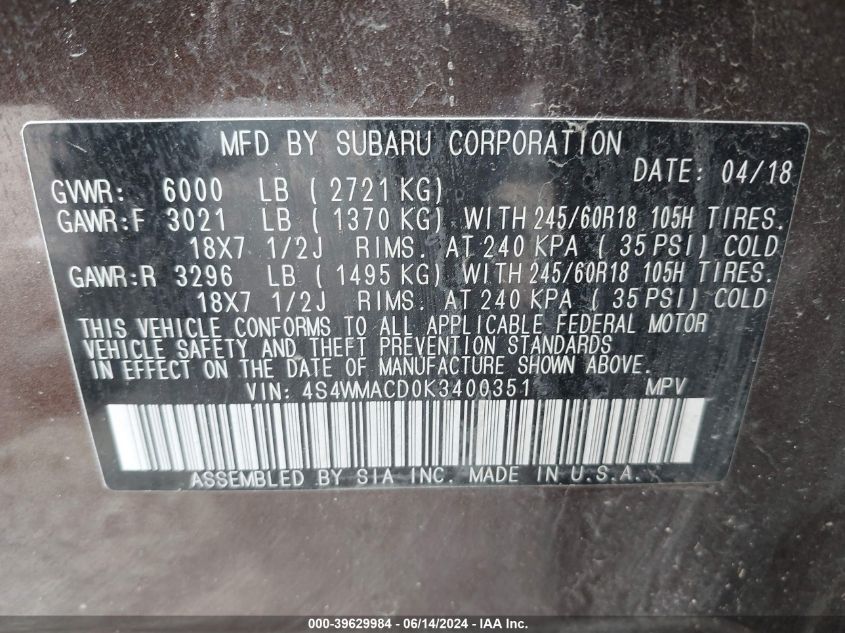 MFD BY SUBARU CORPORATION
DATE: 04/18
GVWR: 6000 LB ( 2721 KG)
GAWR:F 3021 LB ( 1370 KG) WITH 245/60R18 105H TIRES.
18X7 1/2J RIMS. AT 240 KPA ( 35 PSI) COLD
GAWR:R 3296 LB ( 1495 KG) WITH 245/60R18 105H TIRES.
18X7 1/2J RIMS. AT 240 KPA ( 35 PSI) COLD
THIS VEHICLE CONFORMS TO ALL APPLICABLE FEDERAL MOTOR
VEHICLE SAFETY AND THEFT PREVENTION STANDARDS
IN EFFECT ON THE DATE OF MANUFACTURE SHOWN ABOVE.
VIN: 4S4WMACD0K3400351 MPV
ASSEMBLED BY SIA INC. MADE IN U.S.A.
000-39629984 - 06/14/2024 - IAA Inc.